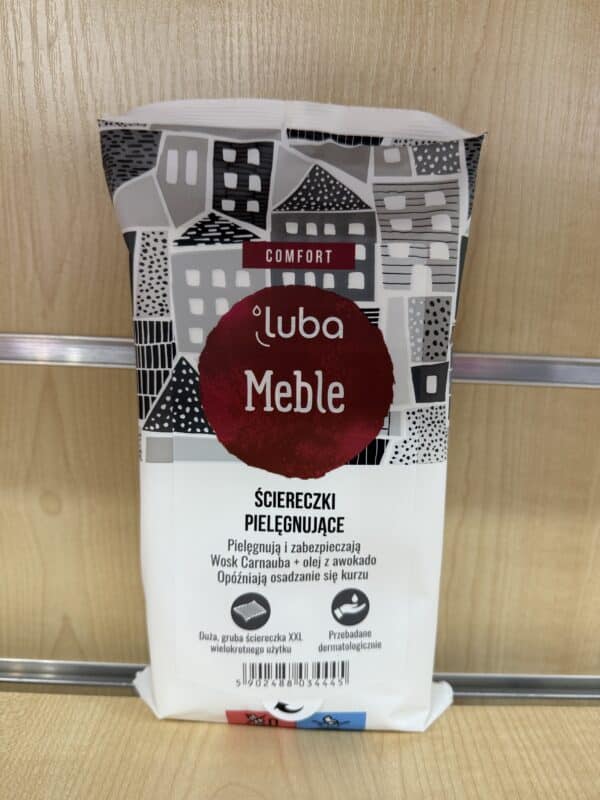 COMFORT
luba
Meble
ŚCIERECZKI
PIELĘGNUJĄCE
Pielęgnują i zabezpieczają
Wosk Carnauba + olej z awokado
Opóźniają osadzanie się kurzu
Duża, gruba ściereczka XXL
wielokrotnego użytku
Przebadane
dermatologicznie
5 902488 034445